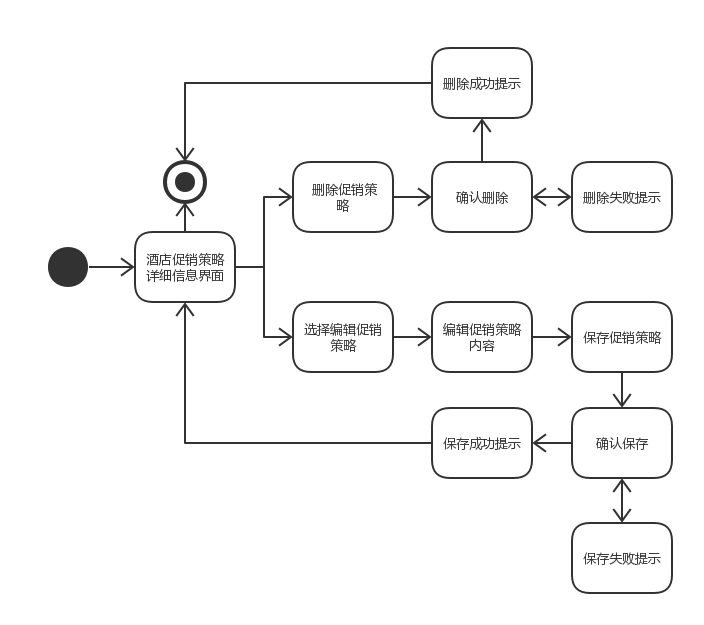 删除成功提示
删除促销策
略
确认删除
删除失败提示
酒店促销策略
详细信息界面
选择编辑促销
策略
编辑促销策略
内容
保存促销策略
保存成功提示
确认保存
保存失败提示